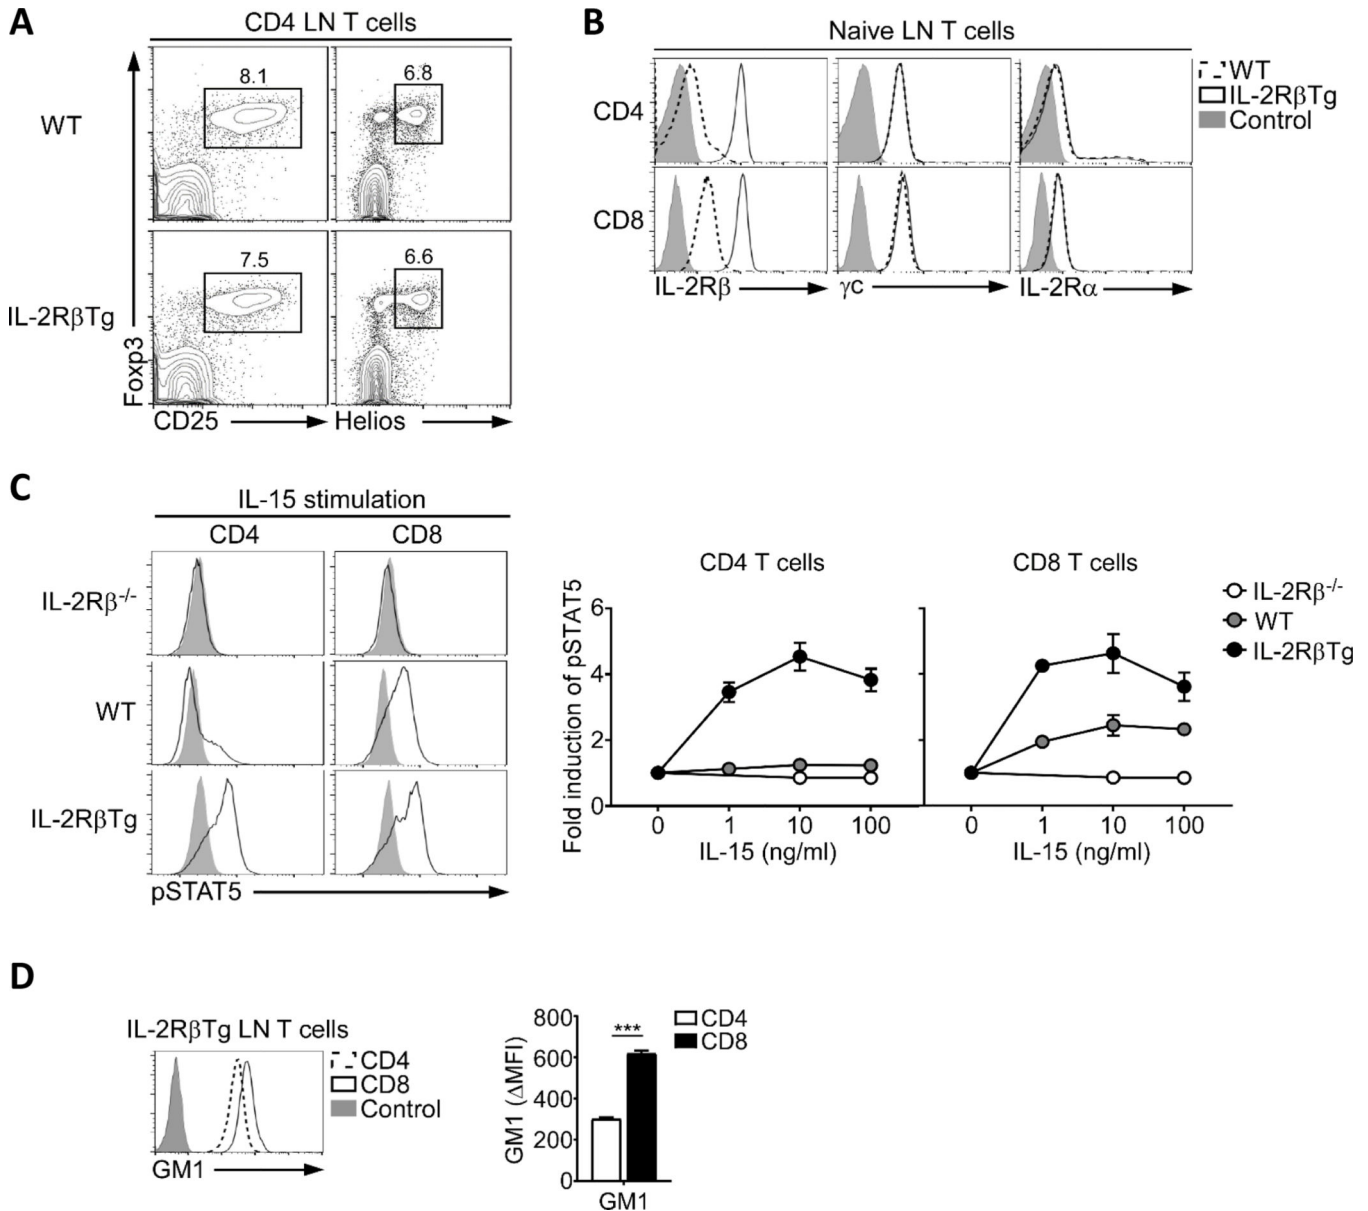 A
CD4 LN T cells
8.1
6.8
WT
7.5
6.6
IL-2RβTg
Foxp3
CD25
Helios
B
Naive LN T cells
CD4
CD8
IL-2Rβ
γc
IL-2Rα
WT
IL-2RβTg
Control
C
IL-15 stimulation
CD4
CD8
IL-2Rβ-/-
WT
IL-2RβTg
pSTAT5
CD4 T cells
CD8 T cells
Fold induction of pSTAT5
6
4
2
0
0 1 10 100
0 1 10 100
IL-15 (ng/ml)
IL-15 (ng/ml)
IL-2Rβ-/-
WT
IL-2RβTg
D
IL-2RβTg LN T cells
CD4
CD8
Control
GM1
GM1 (ΔMFI)
800
600
400
200
0
***
GM1
CD4
CD8